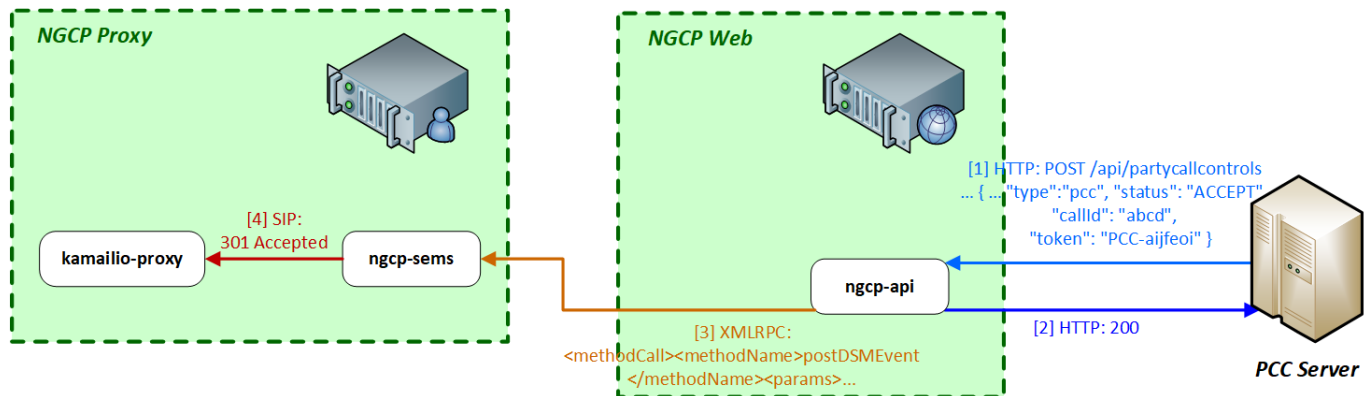 NGCP Proxy
NGCP Web
[1] HTTP: POST /api/partycallcontrols
... { ... "type":"pcc", "status": "ACCEPT"
"callId": "abcd",
"token": "PCC-aijfeoi" }
[4] SIP:
301 Accepted
kamailio-proxy
ngcp-sems
ngcp-api
[2] HTTP: 200
[3] XMLRPC:
<methodCall><methodName>postDSMEvent
</methodName><params>...
PCC Server